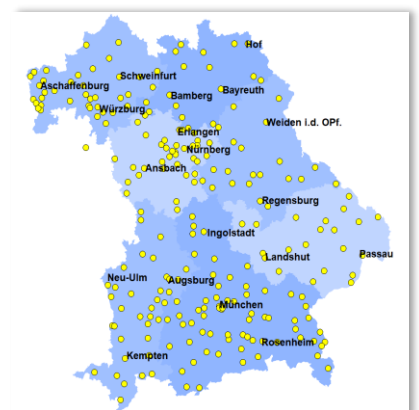 Hof
Schweinfurt
Aschaffenburg
Bayreuth
Bamberg
Würzburg
Weiden i.d. OPf.
Erlangen
Nürnberg
Ansbach
Regensburg
Ingolstadt
Passau
Landshut
Neu-Ulm
Augsburg
München
Rosenheim
Kempten